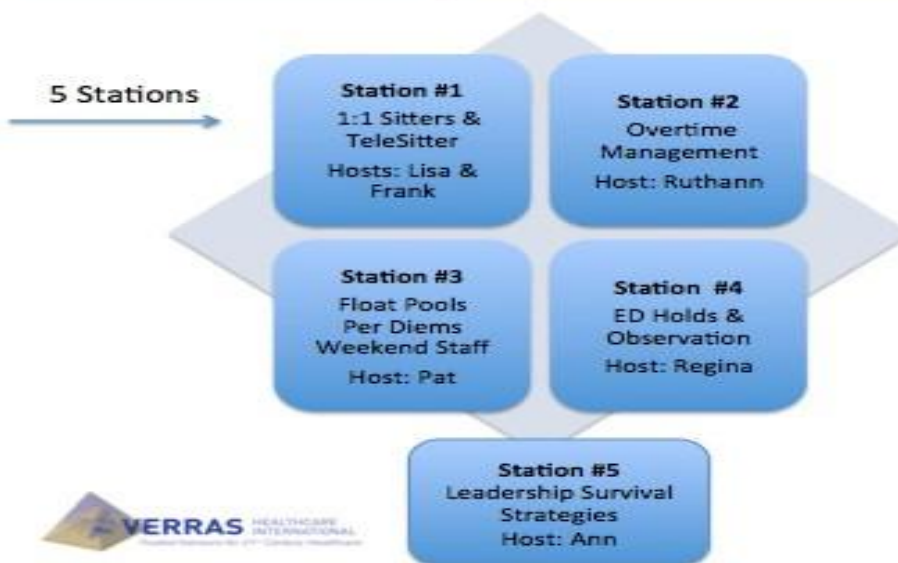 5 Stations
Station #1
1:1 Sitters &
TeleSitter
Hosts: Lisa &
Frank
Station #2
Overtime
Management
Host: Ruthann
Station #3
Float Pools
Per Diems
Weekend Staff
Host: Pat
Station #4
ED Holds &
Observation
Host: Regina
Station #5
Leadership Survival
Strategies
Host: Ann
VERRAS HEALTHCARE
INTERNATIONAL